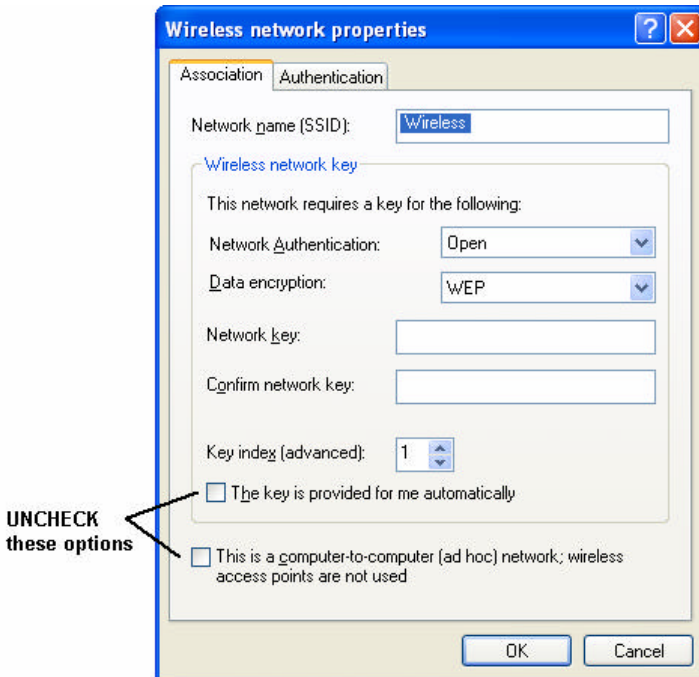 Wireless network properties
Association Authentication
Network name (SSID): Wireless
Wireless network key
This network requires a key for the following:
Network Authentication: Open
Data encryption: WEP
Network key:
Confirm network key:
Key index (advanced): 1
The key is provided for me automatically
UNCHECK
these options
This is a computer-to-computer (ad hoc) network; wireless
access points are not used
OK Cancel